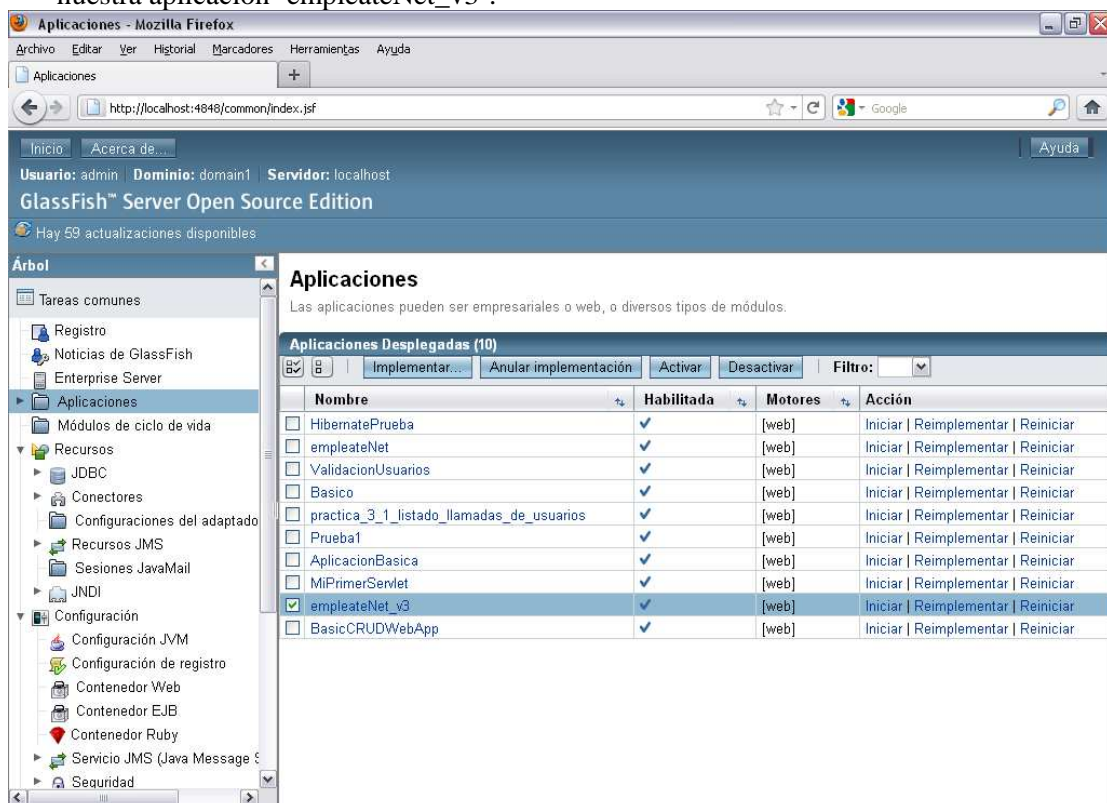 nuestra aplicación "empleateNet_v3".
Aplicaciones - Mozilla Firefox
Archivo Editar Ver Historial Marcadores Herramientas Ayuda
Aplicaciones
http://localhost:4848/common/index.jsf
Google
Inicio Acerca de... Ayuda
Usuario: admin Dominio: domain1 Servidor: localhost
GlassFish™ Server Open Source Edition
Hay 59 actualizaciones disponibles
Árbol
Tareas comunes
Registro
Noticias de GlassFish
Enterprise Server
Aplicaciones
Módulos de ciclo de vida
Recursos
JDBC
Conectores
Configuraciones del adaptado
Recursos JMS
Sesiones JavaMail
JNDI
Configuración
Configuración JVM
Configuración de registro
Contenedor Web
Contenedor EJB
Contenedor Ruby
Servicio JMS (Java Message S
Seguridad
Aplicaciones
Las aplicaciones pueden ser empresariales o web, o diversos tipos de módulos.
Aplicaciones Desplegadas (10)
Implementar... Anular implementación Activar Desactivar Filtro:
Nombre Habilitada Motores Acción
HibernatePrueba [web] Iniciar | Reimplementar | Reiniciar
empleateNet [web] Iniciar | Reimplementar | Reiniciar
ValidacionUsuarios [web] Iniciar | Reimplementar | Reiniciar
Basico [web] Iniciar | Reimplementar | Reiniciar
practica_3_1_listado_llamadas_de_usuarios [web] Iniciar | Reimplementar | Reiniciar
Prueba1 [web] Iniciar | Reimplementar | Reiniciar
AplicacionBasica [web] Iniciar | Reimplementar | Reiniciar
MiPrimerServlet [web] Iniciar | Reimplementar | Reiniciar
empleateNet_v3 [web] Iniciar | Reimplementar | Reiniciar
BasicCRUDWebApp [web] Iniciar | Reimplementar | Reiniciar